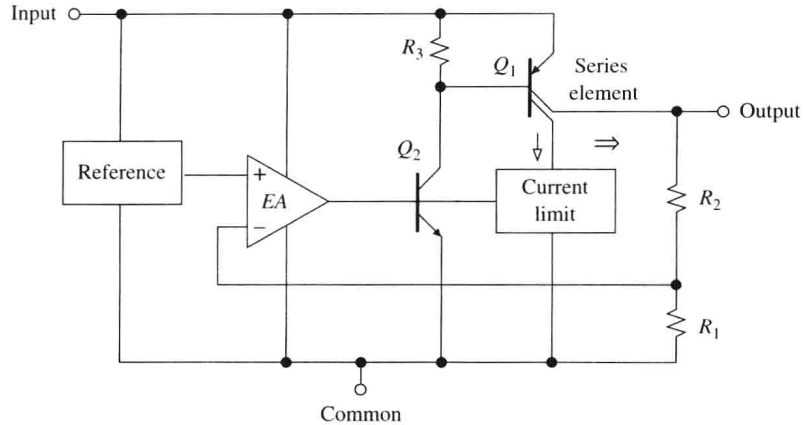 Input
R3
Q1
Series
element
Output
Q2
Reference
+
EA
−
Current
limit
R2
R1
Common